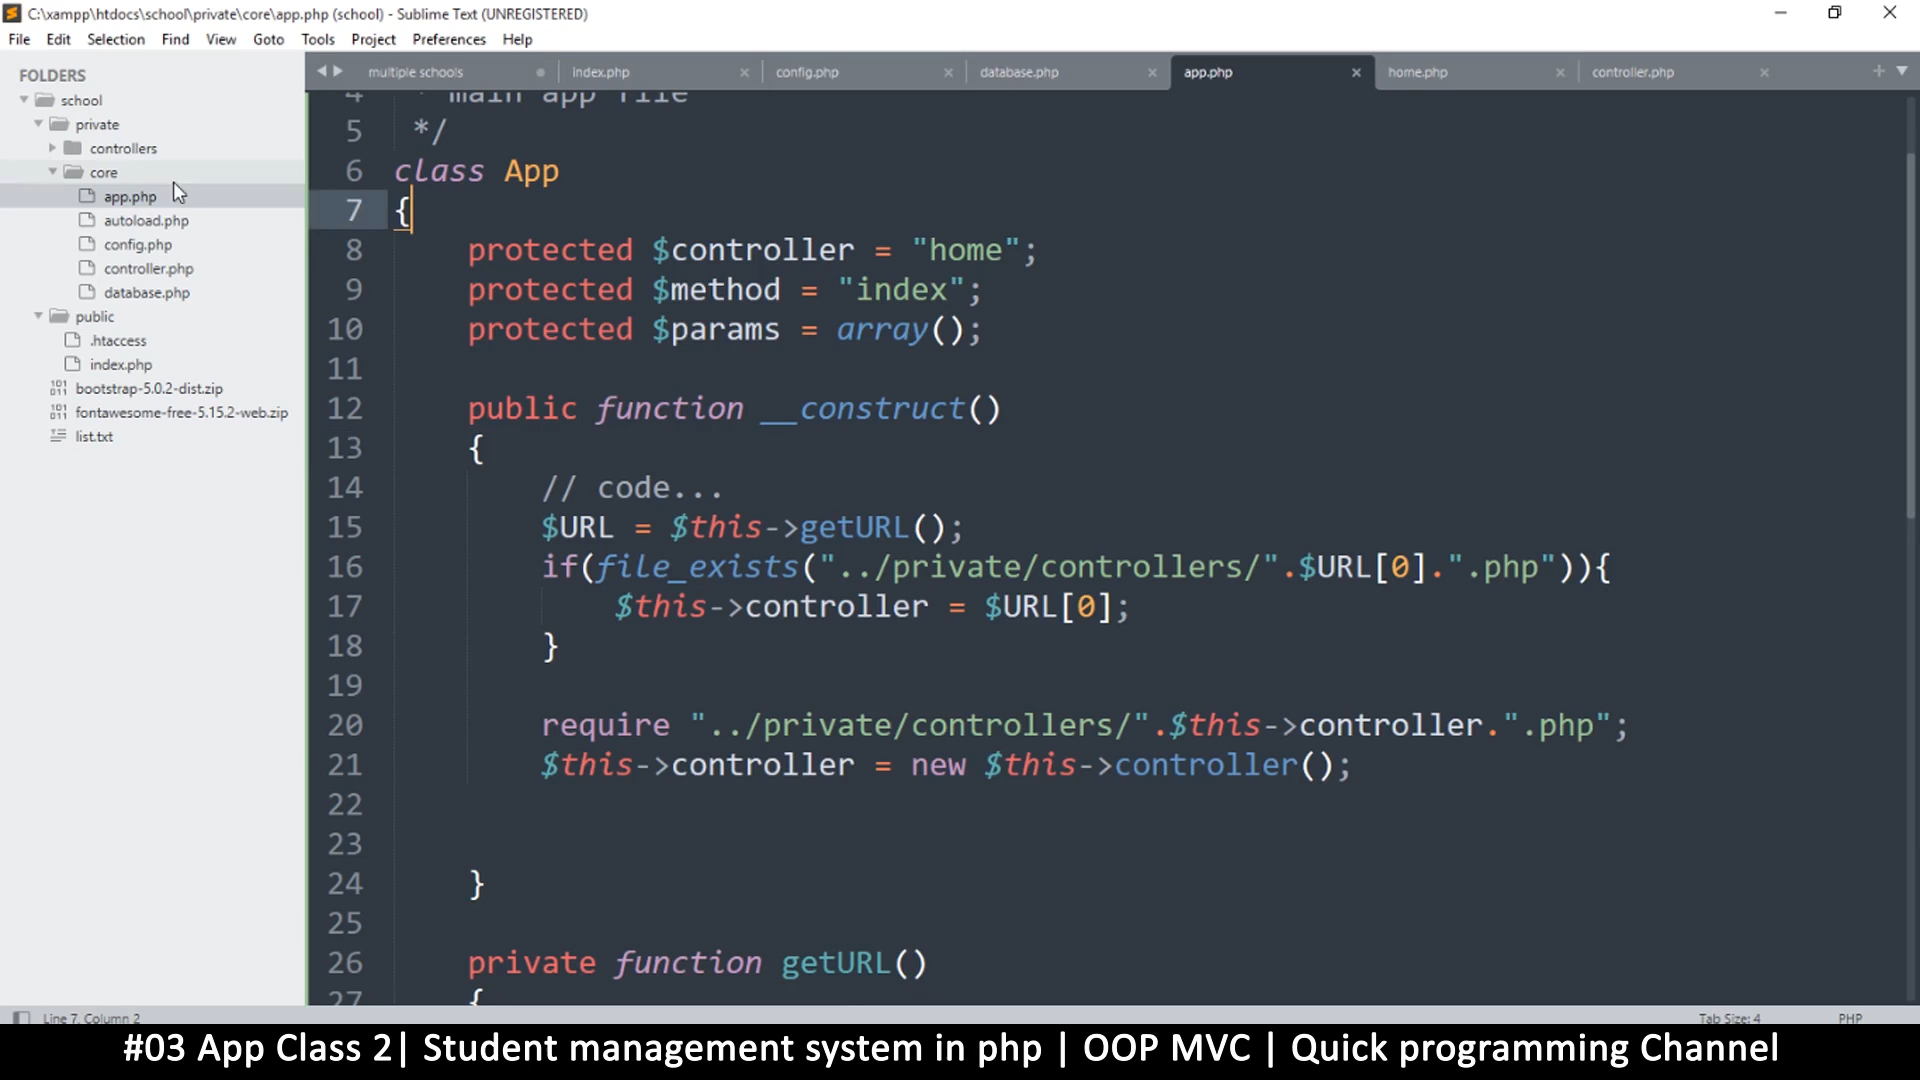 C:\xampp\htdocs\school\private\core\app.php (school) - Sublime Text (UNREGISTERED)
File Edit Selection Find View Goto Tools Project Preferences Help
FOLDERS
school
private
controllers
core
app.php
autoload.php
config.php
controller.php
database.php
public
.htaccess
index.php
bootstrap-5.0.2-dist.zip
fontawesome-free-5.15.2-web.zip
list.txt
multiple schools index.php config.php database.php app.php home.php controller.php
4 * main app file
5 */
6 class App
7 {
8 protected $controller = "home";
9 protected $method = "index";
10 protected $params = array();
11
12 public function __construct()
13 {
14 // code...
15 $URL = $this->getURL();
16 if(file_exists("../private/controllers/".$URL[0].".php")){
17 $this->controller = $URL[0];
18 }
19
20 require "../private/controllers/".$this->controller.".php";
21 $this->controller = new $this->controller();
22
23
24 }
25
26 private function getURL()
27 {
Line 7, Column 2 Tab Size: 4 PHP
#03 App Class 2| Student management system in php | OOP MVC | Quick programming Channel